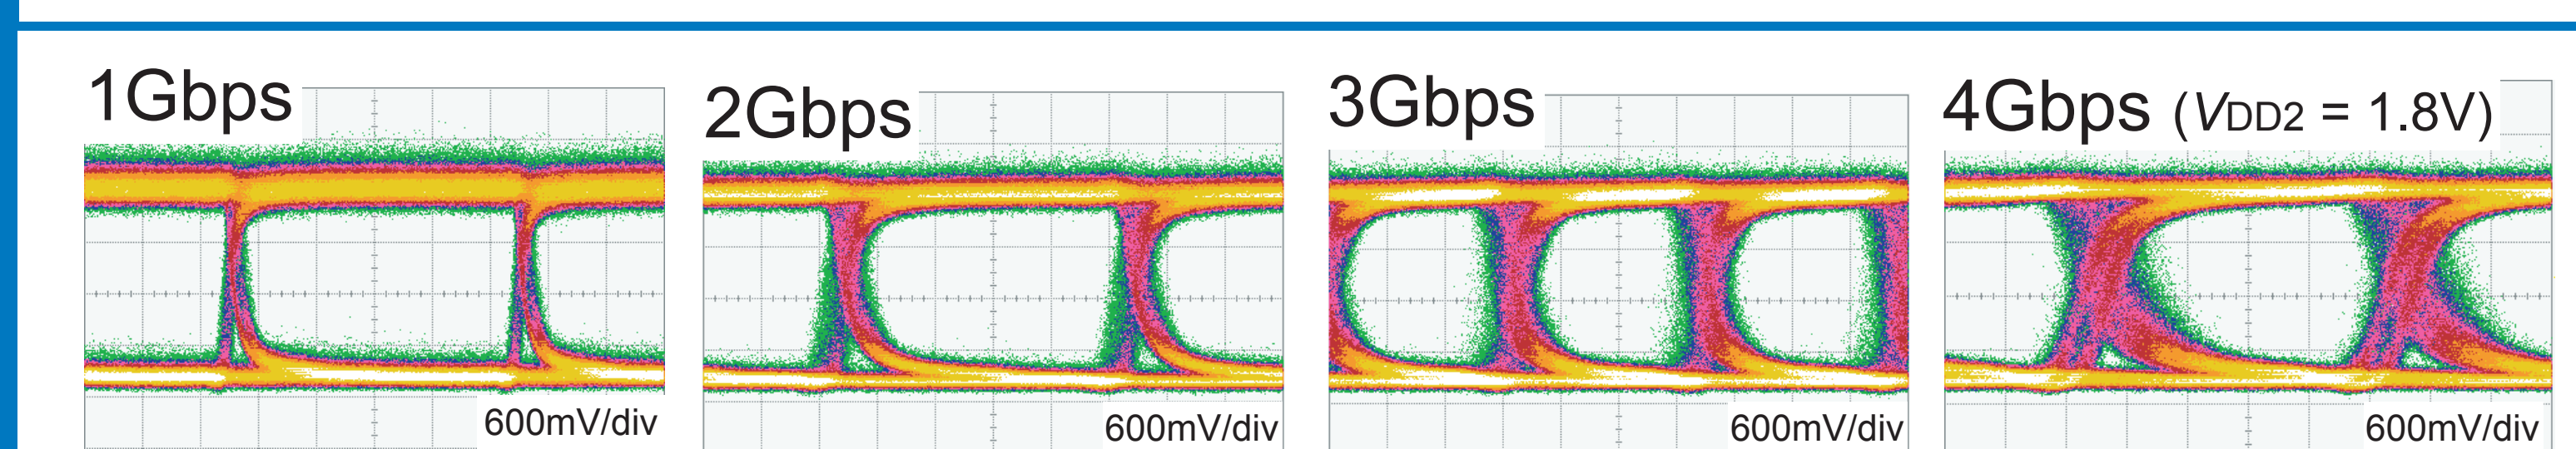 1Gbps
600mV/div
2Gbps
600mV/div
3Gbps
600mV/div
4Gbps (VDD2 = 1.8V)
600mV/div